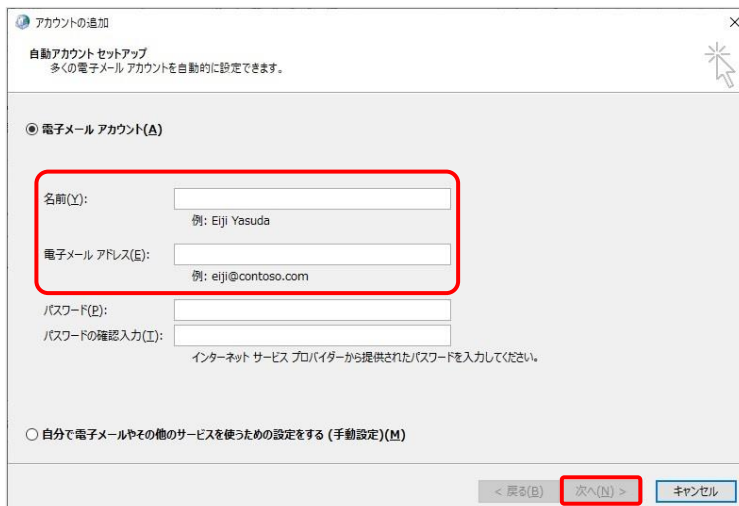 アカウントの追加
自動アカウント セットアップ
多くの電子メール アカウントを自動的に設定できます。
電子メール アカウント(A)
名前(Y):
例: Eiji Yasuda
電子メール アドレス(E):
例: eiji@contoso.com
パスワード(P):
パスワードの確認入力(T):
インターネット サービス プロバイダーから提供されたパスワードを入力してください。
自分で電子メールやその他のサービスを使うための設定をする (手動設定)(M)
< 戻る(B) 次へ(N) > キャンセル